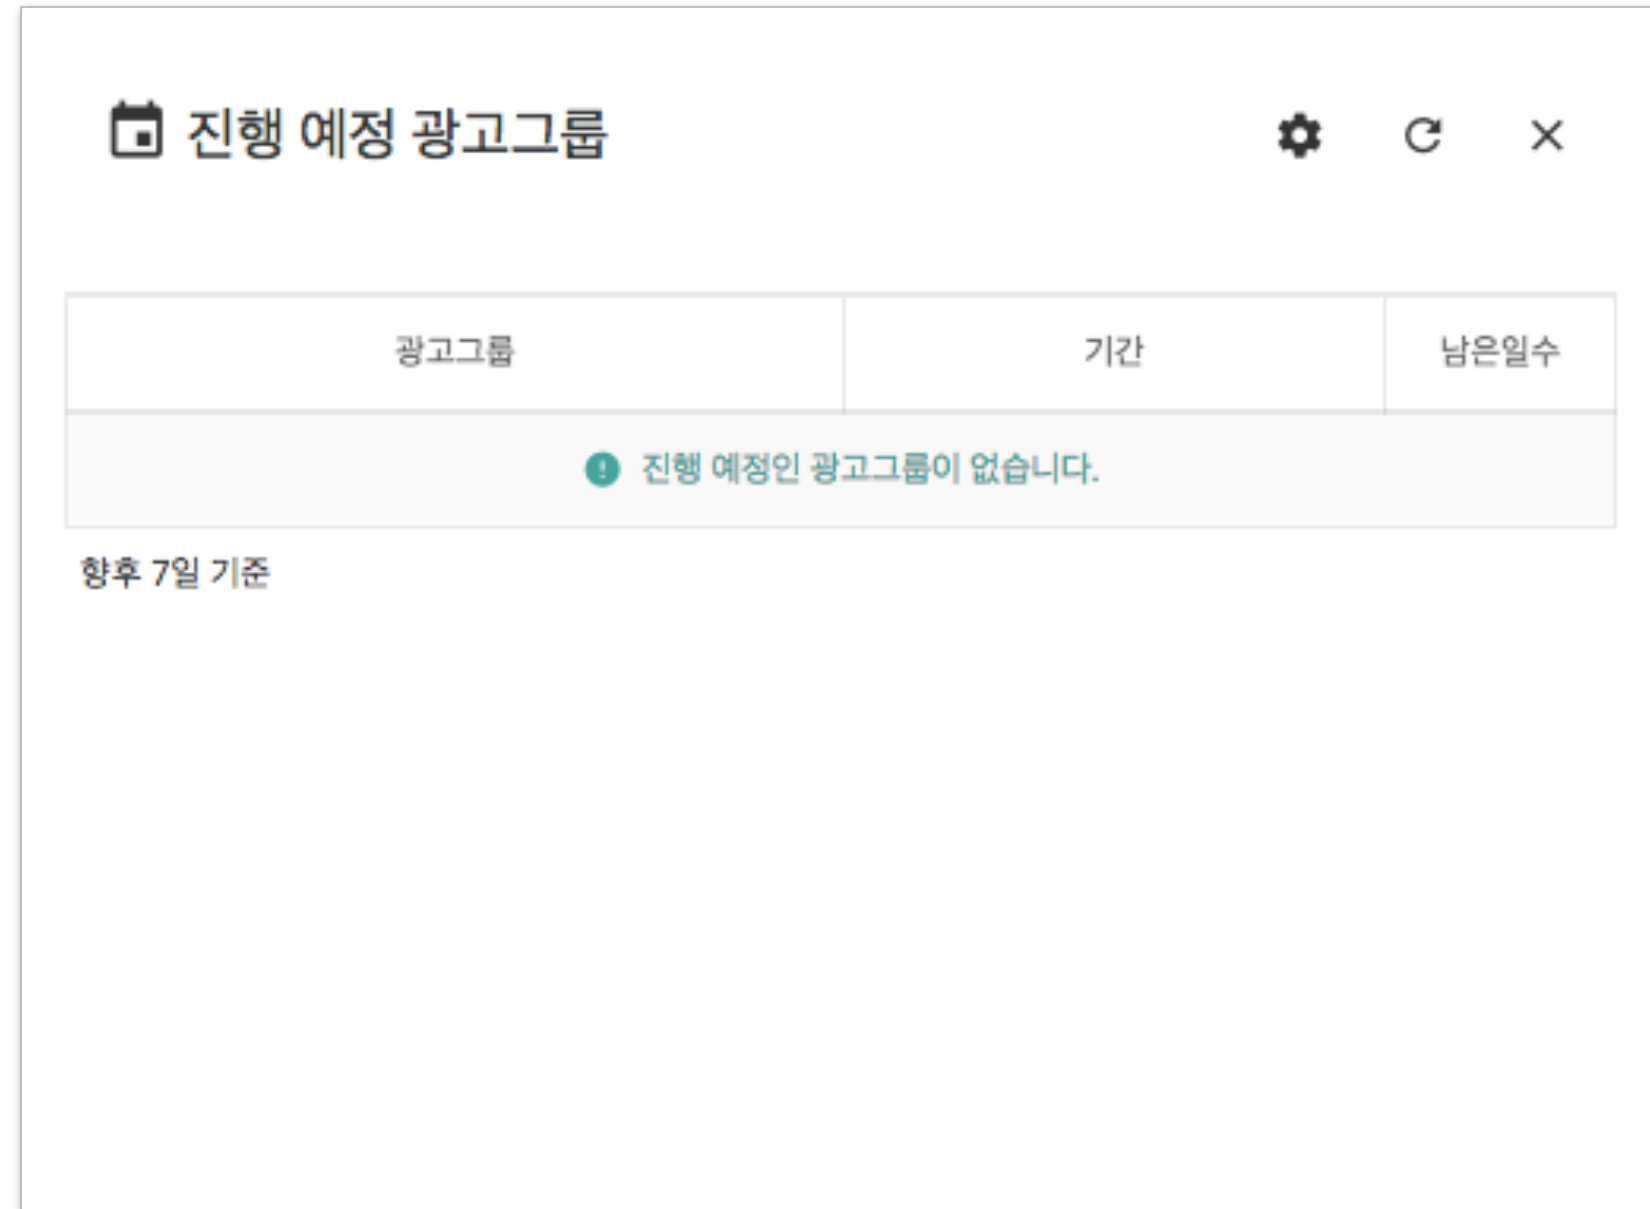 진행 예정 광고그룹
광고그룹 기간 남은일수
진행 예정인 광고그룹이 없습니다.
향후 7일 기준